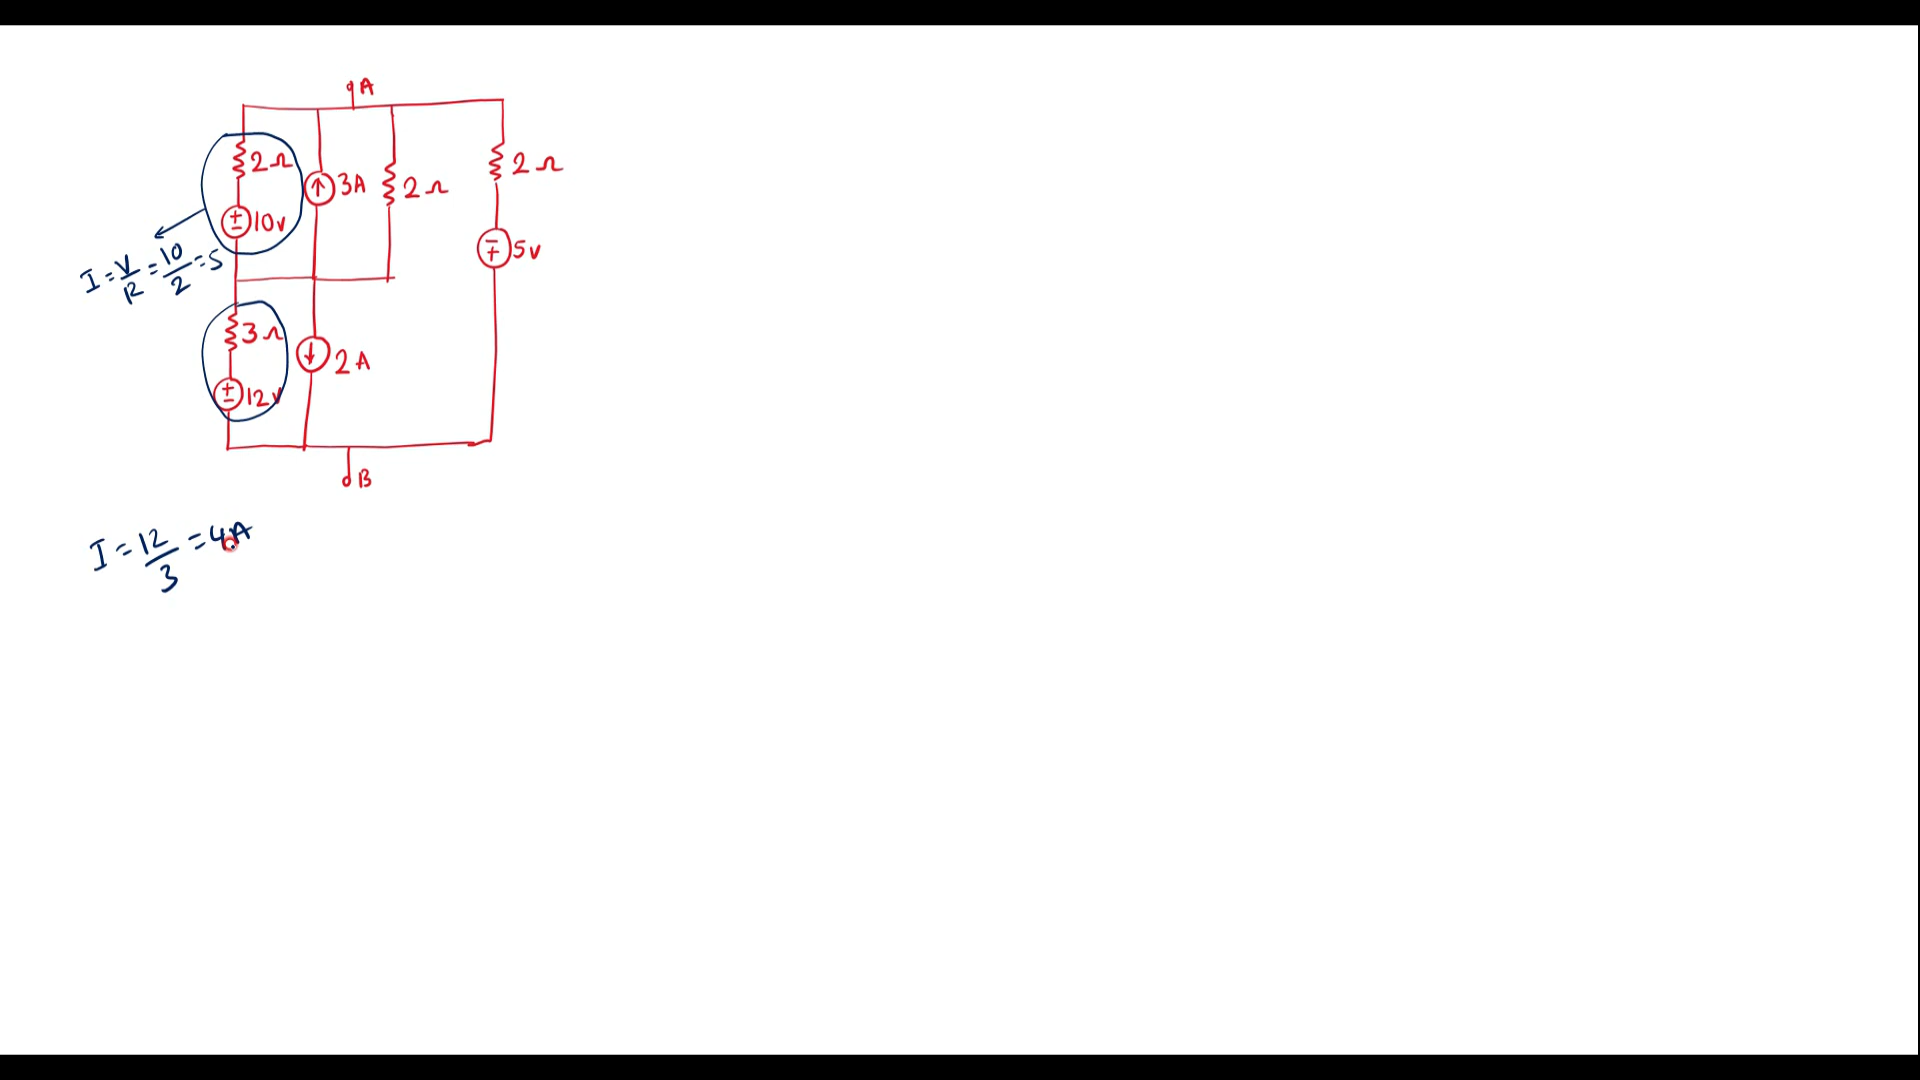 A
2Ω
3A
2Ω
2Ω
10v
5v
I = V/R = 10/2 = 5
3Ω
2A
12v
B
I = 12/3 = 4A